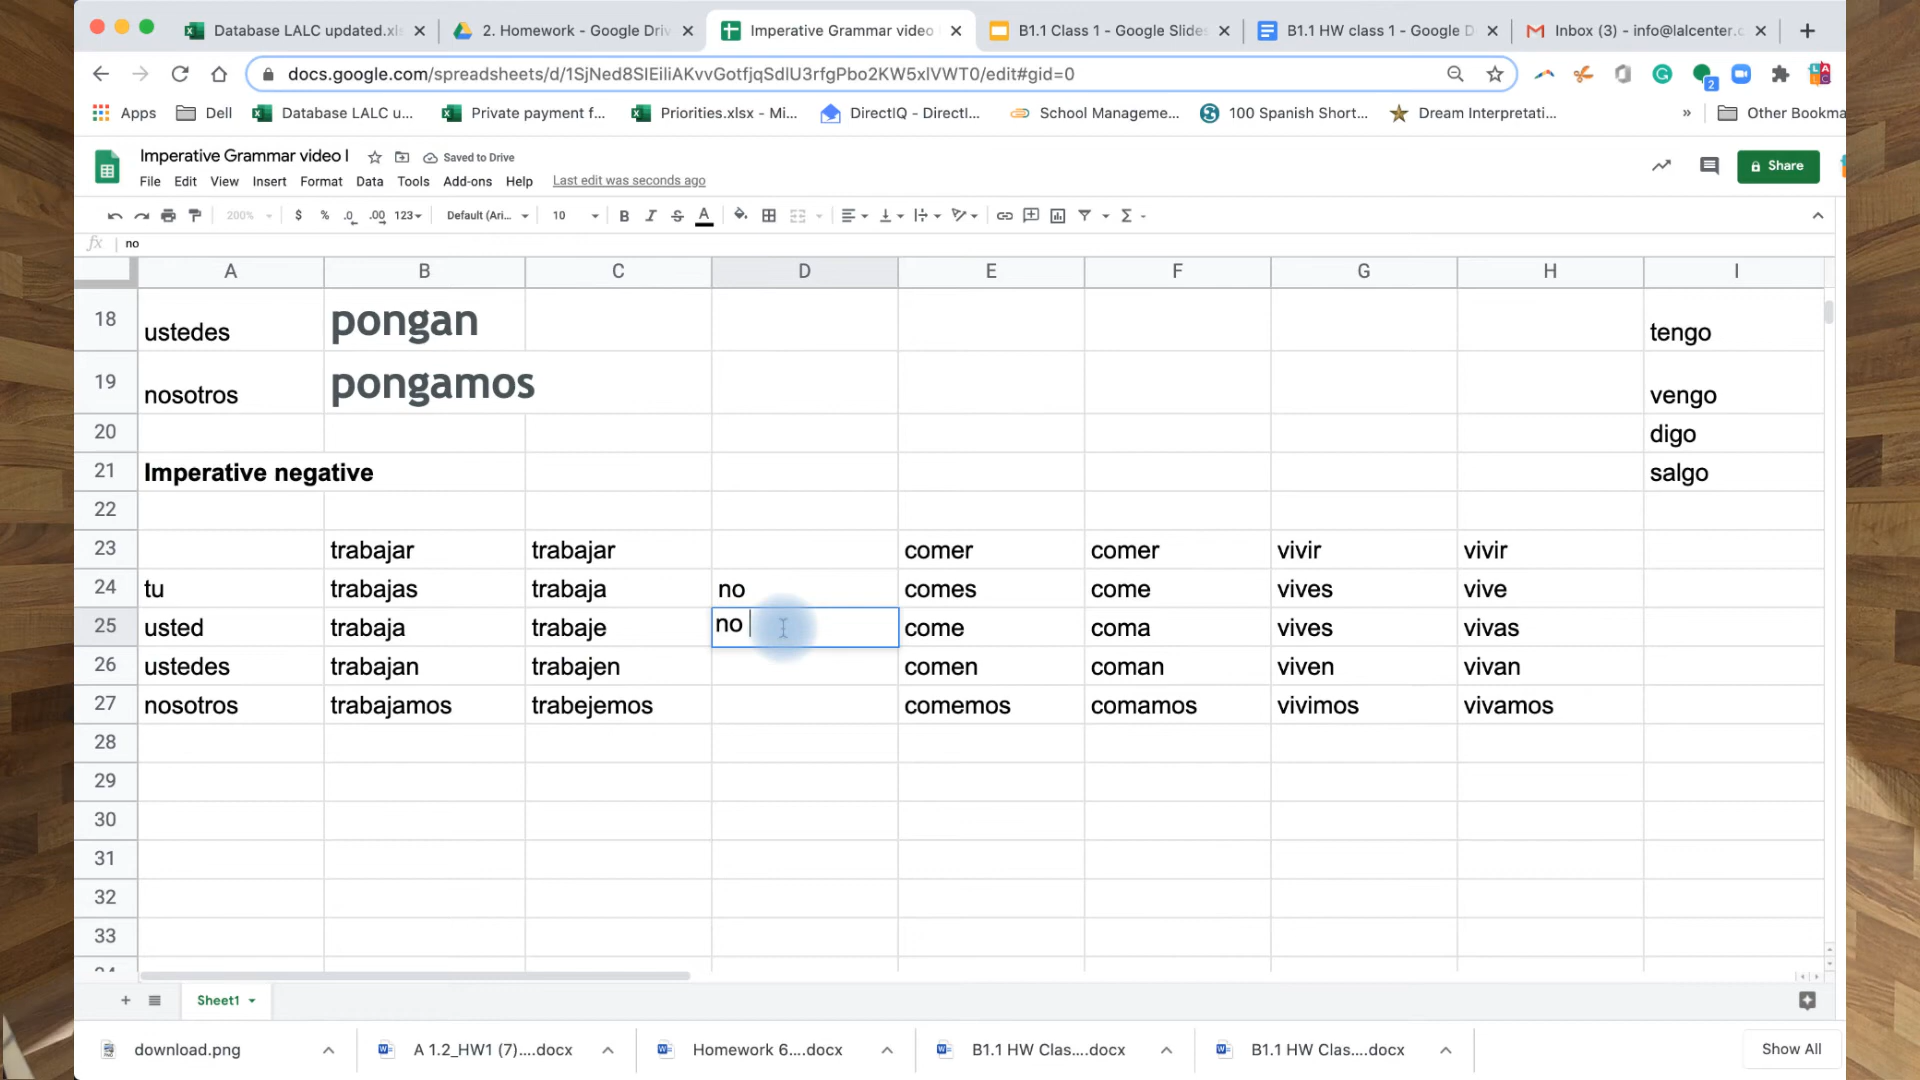 Database LALC updated.xls
2. Homework - Google Driv
Imperative Grammar video
B1.1 Class 1 - Google Slides
B1.1 HW class 1 - Google D
Inbox (3) - info@lalcenter.c
docs.google.com/spreadsheets/d/1SjNed8SIEiliAKvvGotfjqSdlU3rfgPbo2KW5xlVWT0/edit#gid=0
2
Apps Dell Database LALC u... Private payment f... Priorities.xlsx - Mi... DirectIQ - DirectI... School Manageme... 100 Spanish Short... Dream Interpretati... » Other Bookma
Imperative Grammar video I Saved to Drive
File Edit View Insert Format Data Tools Add-ons Help Last edit was seconds ago
Share
200% $ % .0 .00 123 Default (Ari... 10 B I S A Σ
fx no
A B C D E F G H I
18 ustedes pongan tengo
19 nosotros pongamos vengo
20 digo
21 Imperative negative salgo
22
23 trabajar trabajar comer comer vivir vivir
24 tu trabajas trabaja no comes come vives vive
25 usted trabaja trabaje no come coma vives vivas
26 ustedes trabajan trabajen comen coman viven vivan
27 nosotros trabajamos trabejemos comemos comamos vivimos vivamos
28
29
30
31
32
33
Sheet1
download.png A 1.2_HW1 (7)....docx Homework 6....docx B1.1 HW Clas....docx B1.1 HW Clas....docx Show All